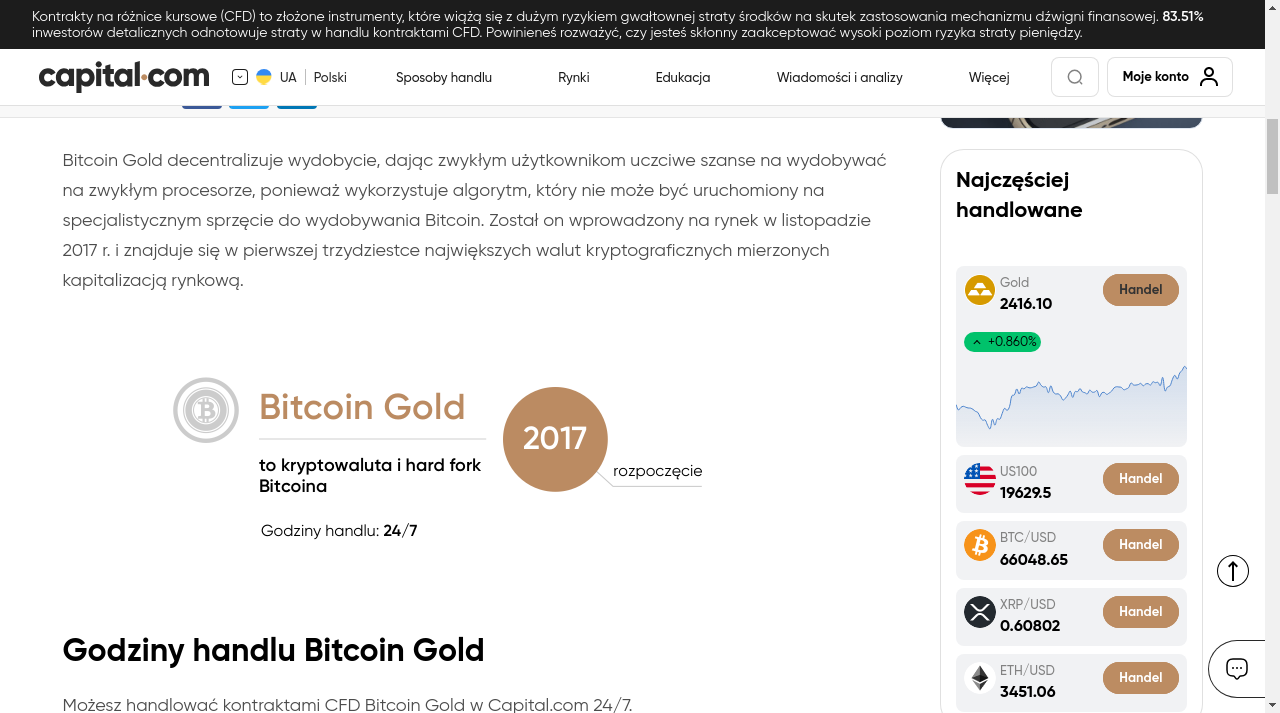 Kontrakty na różnice kursowe (CFD) to złożone instrumenty, które wiążą się z dużym ryzykiem gwałtownej straty środków na skutek zastosowania mechanizmu dźwigni finansowej. 83.51%
inwestorów detalicznych odnotowuje straty w handlu kontraktami CFD. Powinieneś rozważyć, czy jesteś skłonny zaakceptować wysoki poziom ryzyka straty pieniędzy.
capital.com
UA
Polski
Sposoby handlu
Rynki
Edukacja
Wiadomości i analizy
Więcej
Moje konto
Bitcoin Gold decentralizuje wydobycie, dając zwykłym użytkownikom uczciwe szanse na wydobywać
na zwykłym procesorze, ponieważ wykorzystuje algorytm, który nie może być uruchomiony na
specjalistycznym sprzęcie do wydobywania Bitcoin. Został on wprowadzony na rynek w listopadzie
2017 r. i znajduje się w pierwszej trzydziestce największych walut kryptograficznych mierzonych
kapitalizacją rynkową.
Bitcoin Gold
to kryptowaluta i hard fork
Bitcoina
Godziny handlu: 24/7
2017
rozpoczęcie
Godziny handlu Bitcoin Gold
Możesz handlować kontraktami CFD Bitcoin Gold w Capital.com 24/7.
Najczęściej
handlowane
Gold
2416.10
Handel
+0.860%
US100
19629.5
Handel
BTC/USD
66048.65
Handel
XRP/USD
0.60802
Handel
ETH/USD
3451.06
Handel